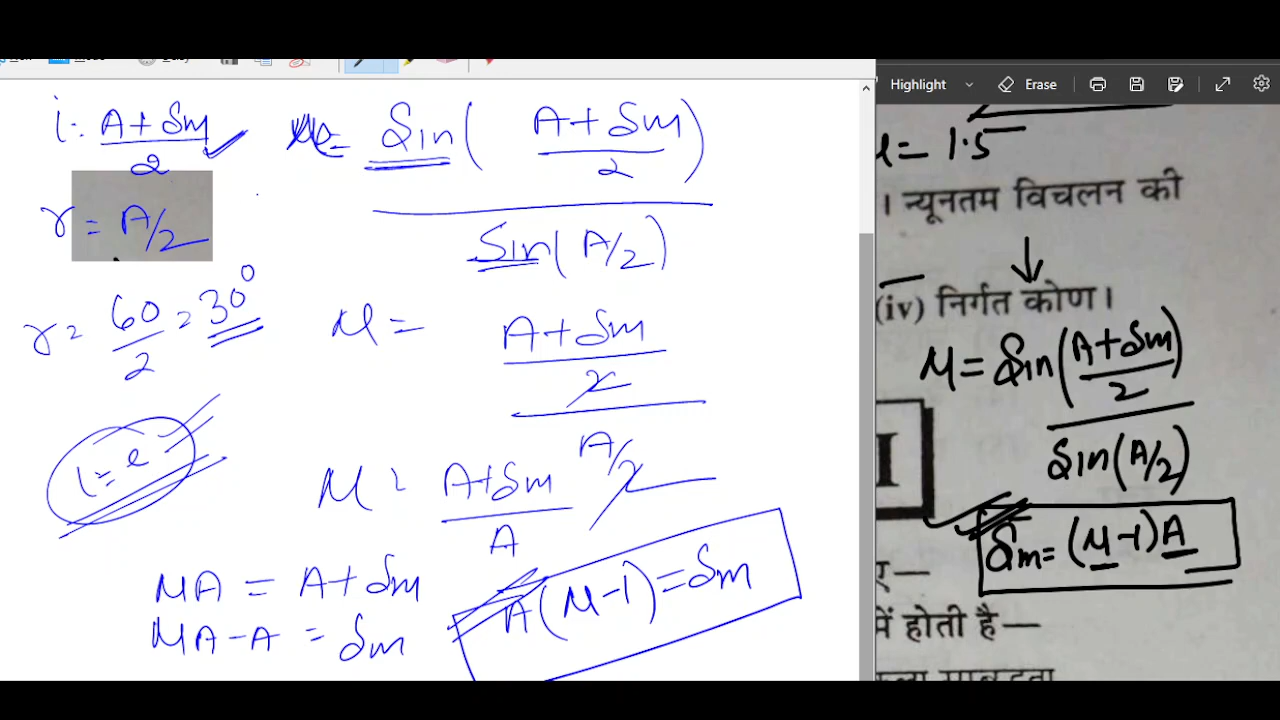 Highlight Erase
i = A + δm / 2
μ = Sin( A + δm / 2 ) / Sin(A/2)
r = A/2
r = 60/2 = 30°
μ = A + δm / 2 / A/2
i = e
μ = A + δm / A
μA = A + δm
μA - A = δm
A(μ-1) = δm
μ = 1.5
। न्यूनतम विचलन की
(iv) निर्गत कोण।
μ = Sin( A + δm / 2 ) / Sin(A/2)
I
δm = (μ-1)A
में होती है—